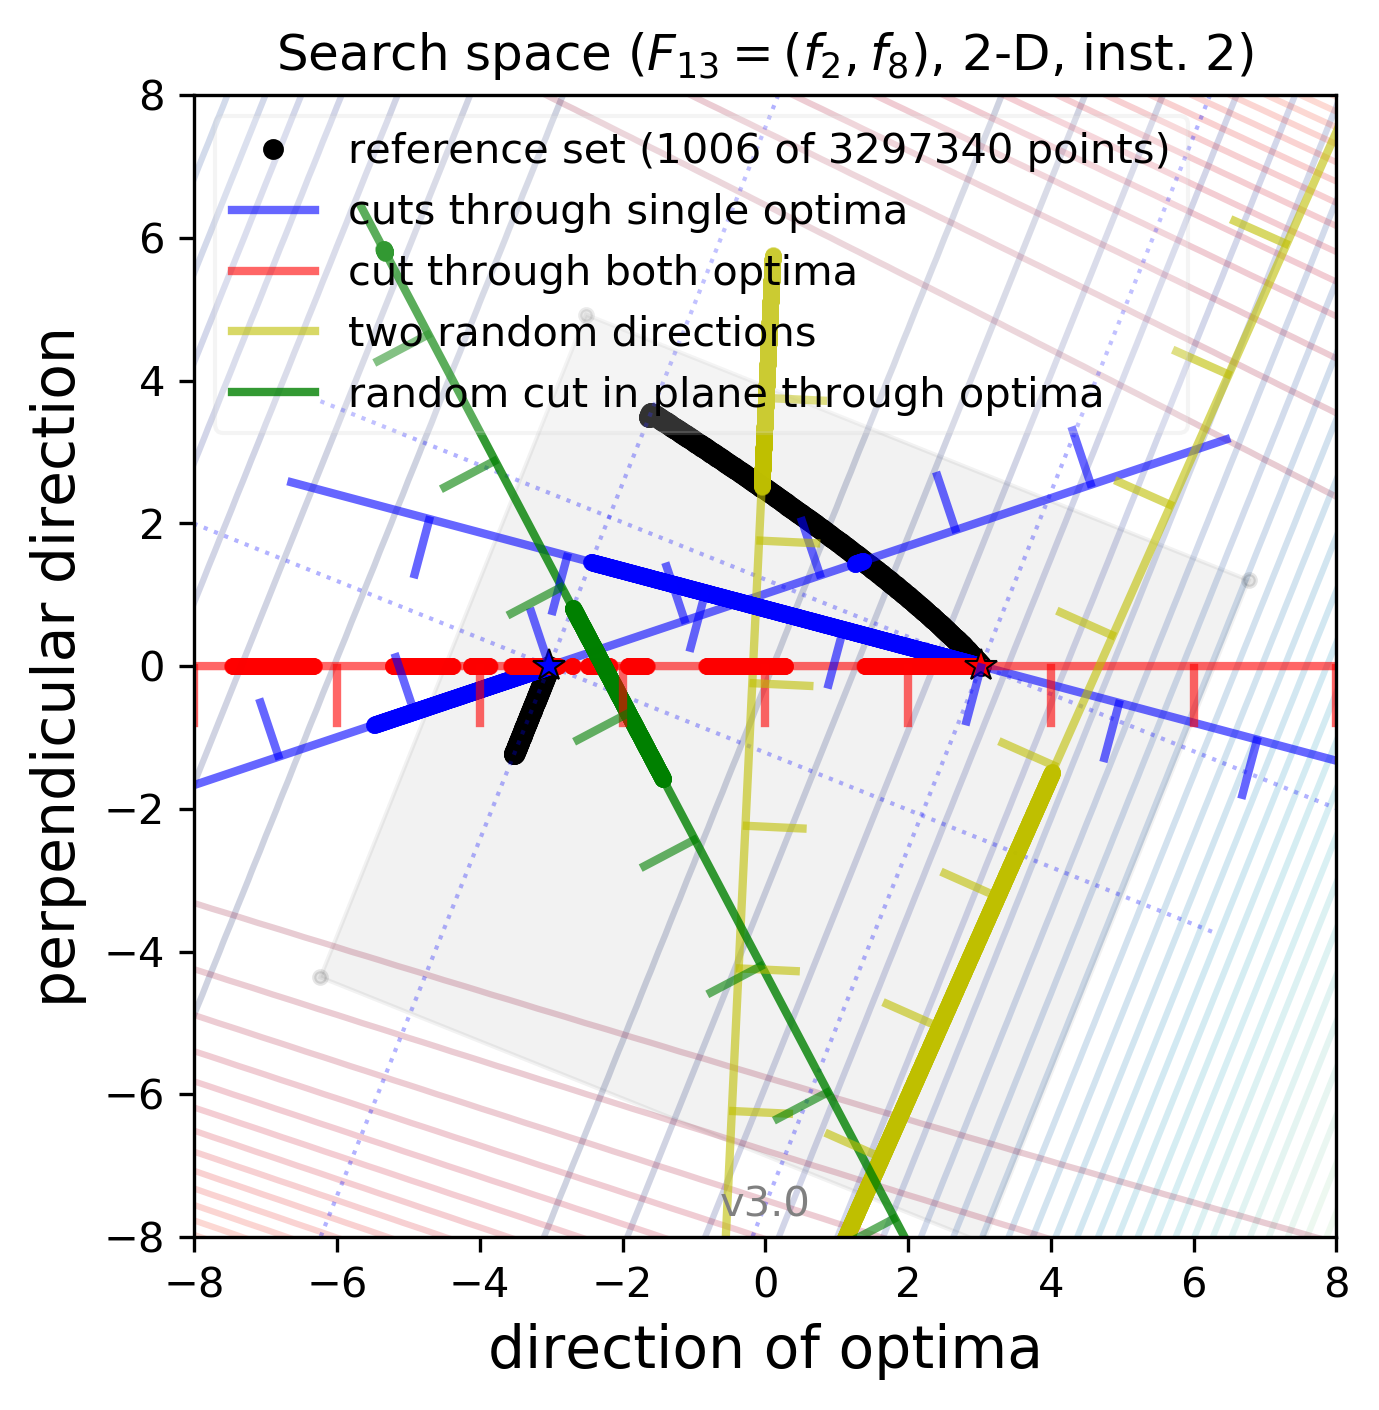 Search space (F₁₃ = (f₂, f₈), 2-D, inst. 2)
reference set (1006 of 3297340 points)
cuts through single optima
cut through both optima
two random directions
random cut in plane through optima
perpendicular direction
8
6
4
2
0
−2
−4
−6
−8
v3.0
−8 −6 −4 −2 0 2 4 6 8
direction of optima